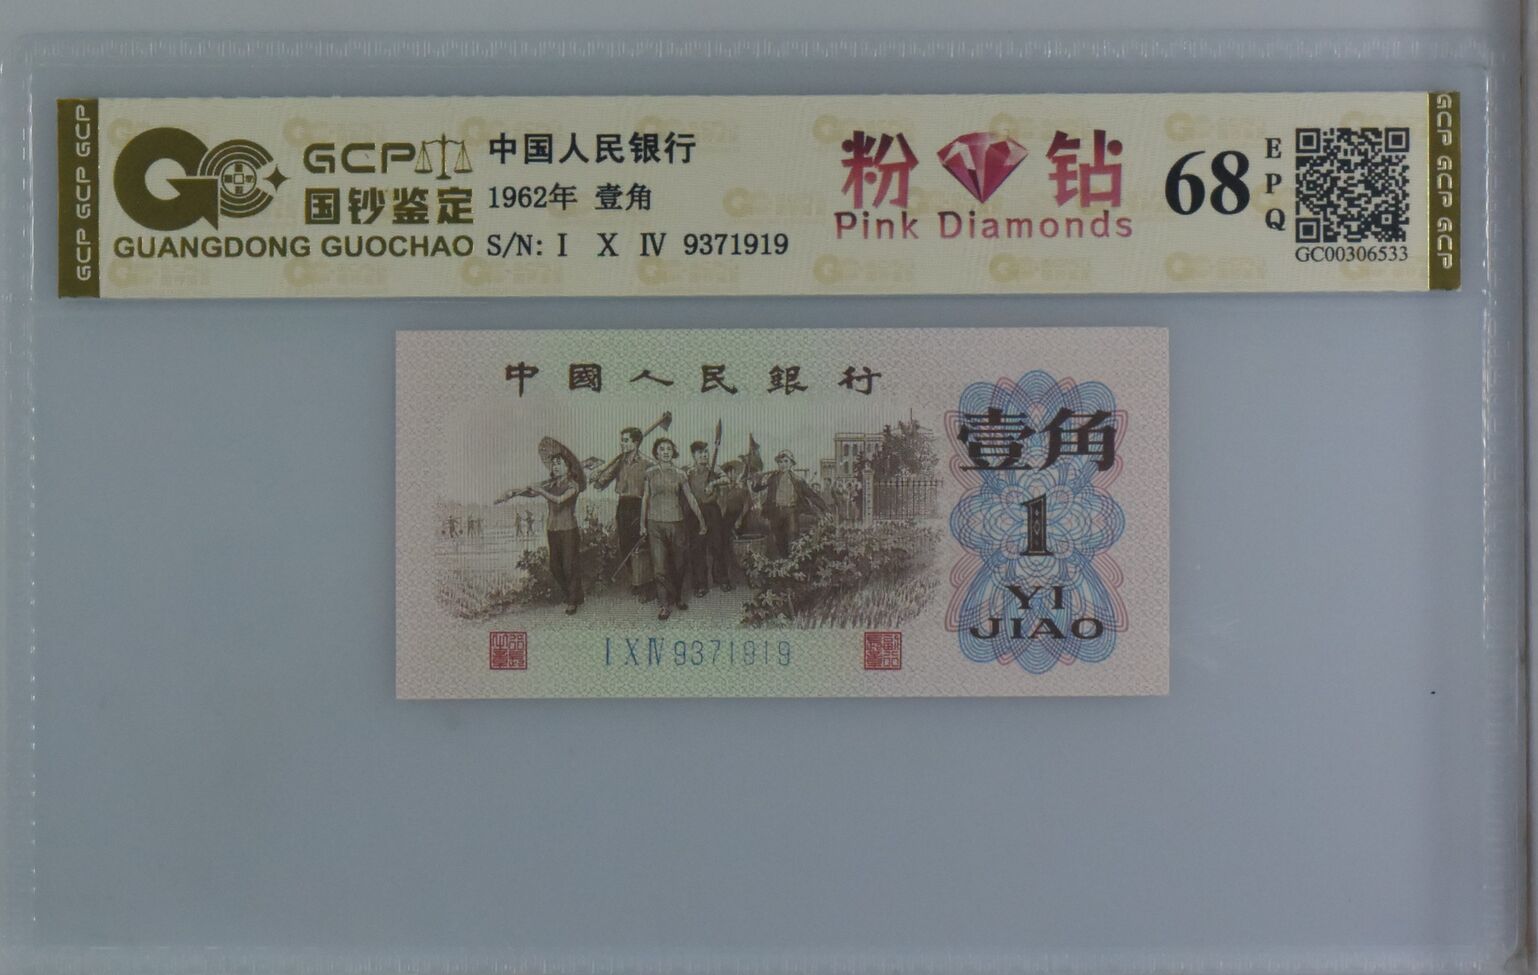 GCP GCP GCP
GCP
国钞鉴定
GUANGDONG GUOCHAO
中国人民银行
1962年 壹角
S/N: I X IV 9371919
粉钻
Pink Diamonds
68
EPQ
GC00306533
GCP GCP GCP
中國人民銀行
壹角
1
YI
JIAO
I X IV 9371919